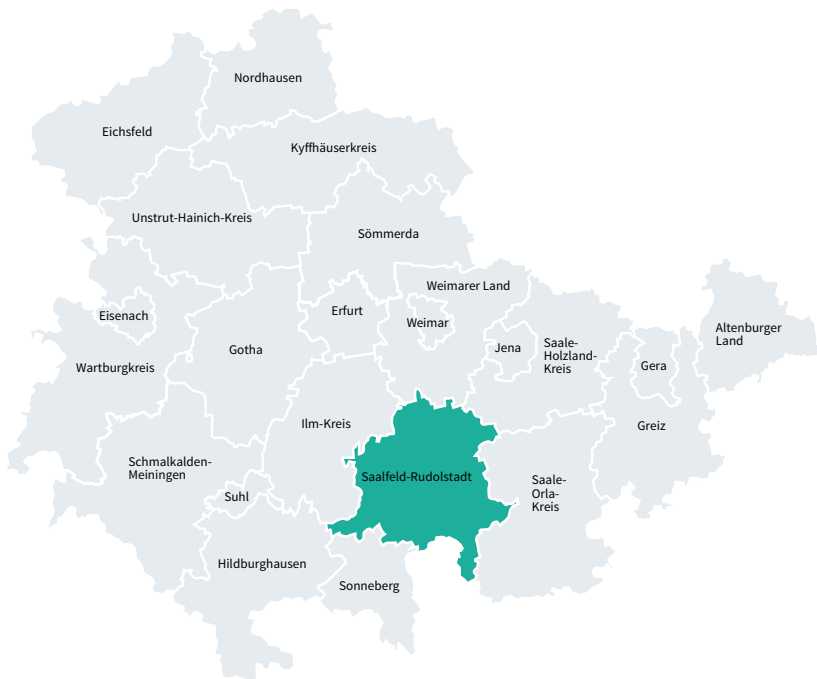 Nordhausen
Eichsfeld
Kyffhäuserkreis
Unstrut-Hainich-Kreis
Sömmerda
Weimarer Land
Eisenach
Erfurt
Weimar
Altenburger
Land
Gotha
Jena
Saale-
Holzland-
Kreis
Gera
Wartburgkreis
Ilm-Kreis
Greiz
Schmalkalden-
Meiningen
Saalfeld-Rudolstadt
Saale-
Orla-
Kreis
Suhl
Hildburghausen
Sonneberg